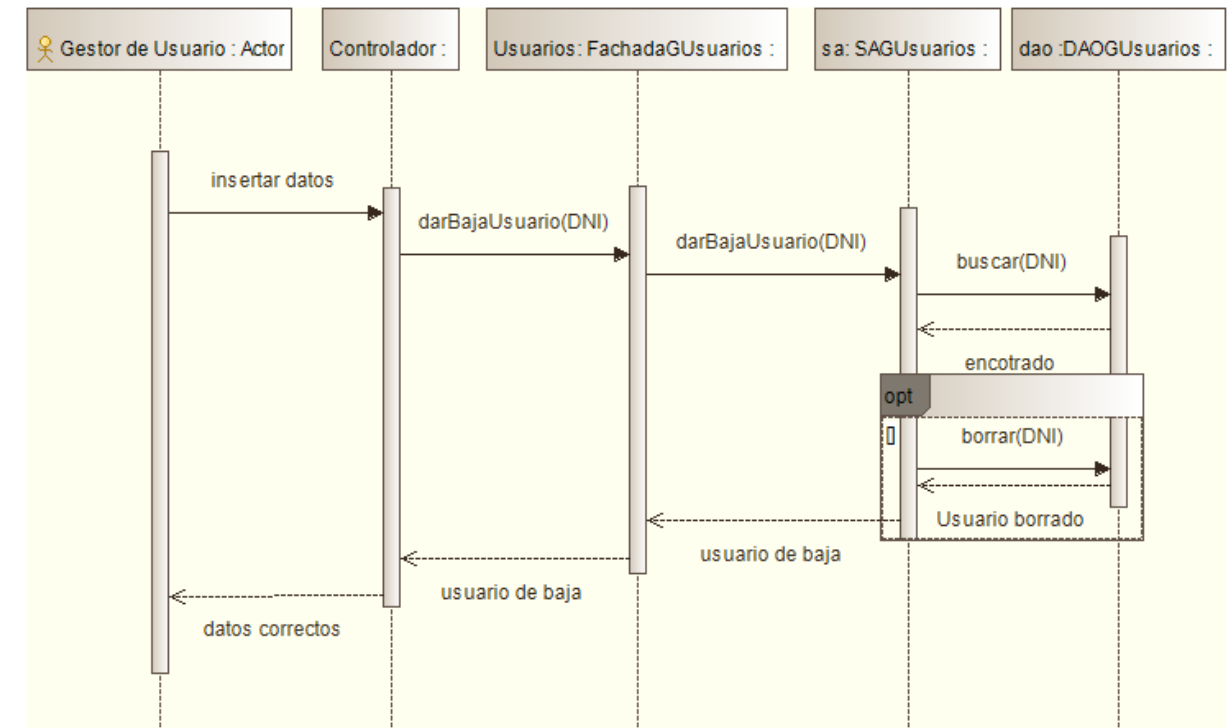 Gestor de Usuario : Actor
Controlador :
Usuarios: FachadaGUsuarios :
sa: SAGUsuarios :
dao :DAOGUsuarios :
insertar datos
darBajaUsuario(DNI)
darBajaUsuario(DNI)
buscar(DNI)
encotrado
opt
[]
borrar(DNI)
Usuario borrado
usuario de baja
usuario de baja
datos correctos